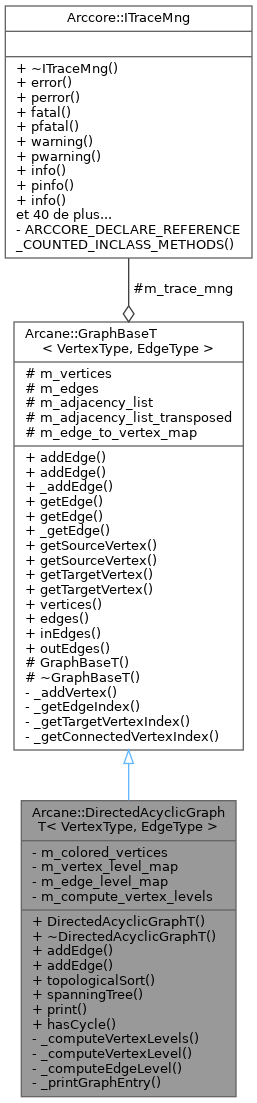 Arccore::ITraceMng
+ ~ITraceMng()
+ error()
+ perror()
+ fatal()
+ pfatal()
+ warning()
+ pwarning()
+ info()
+ pinfo()
+ info()
et 40 de plus...
- ARCCORE_DECLARE_REFERENCE
_COUNTED_INCLASS_METHODS()
#m_trace_mng
Arcane::GraphBaseT
< VertexType, EdgeType >
# m_vertices
# m_edges
# m_adjacency_list
# m_adjacency_list_transposed
# m_edge_to_vertex_map
+ addEdge()
+ addEdge()
+ _addEdge()
+ getEdge()
+ getEdge()
+ _getEdge()
+ getSourceVertex()
+ getSourceVertex()
+ getTargetVertex()
+ getTargetVertex()
+ vertices()
+ edges()
+ inEdges()
+ outEdges()
# GraphBaseT()
# ~GraphBaseT()
- _addVertex()
- _getEdgeIndex()
- _getTargetVertexIndex()
- _getConnectedVertexIndex()
Arcane::DirectedAcyclicGraph
T< VertexType, EdgeType >
- m_colored_vertices
- m_vertex_level_map
- m_edge_level_map
- m_compute_vertex_levels
+ DirectedAcyclicGraphT()
+ ~DirectedAcyclicGraphT()
+ addEdge()
+ addEdge()
+ topologicalSort()
+ spanningTree()
+ print()
+ hasCycle()
- _computeVertexLevels()
- _computeVertexLevel()
- _computeEdgeLevel()
- _printGraphEntry()